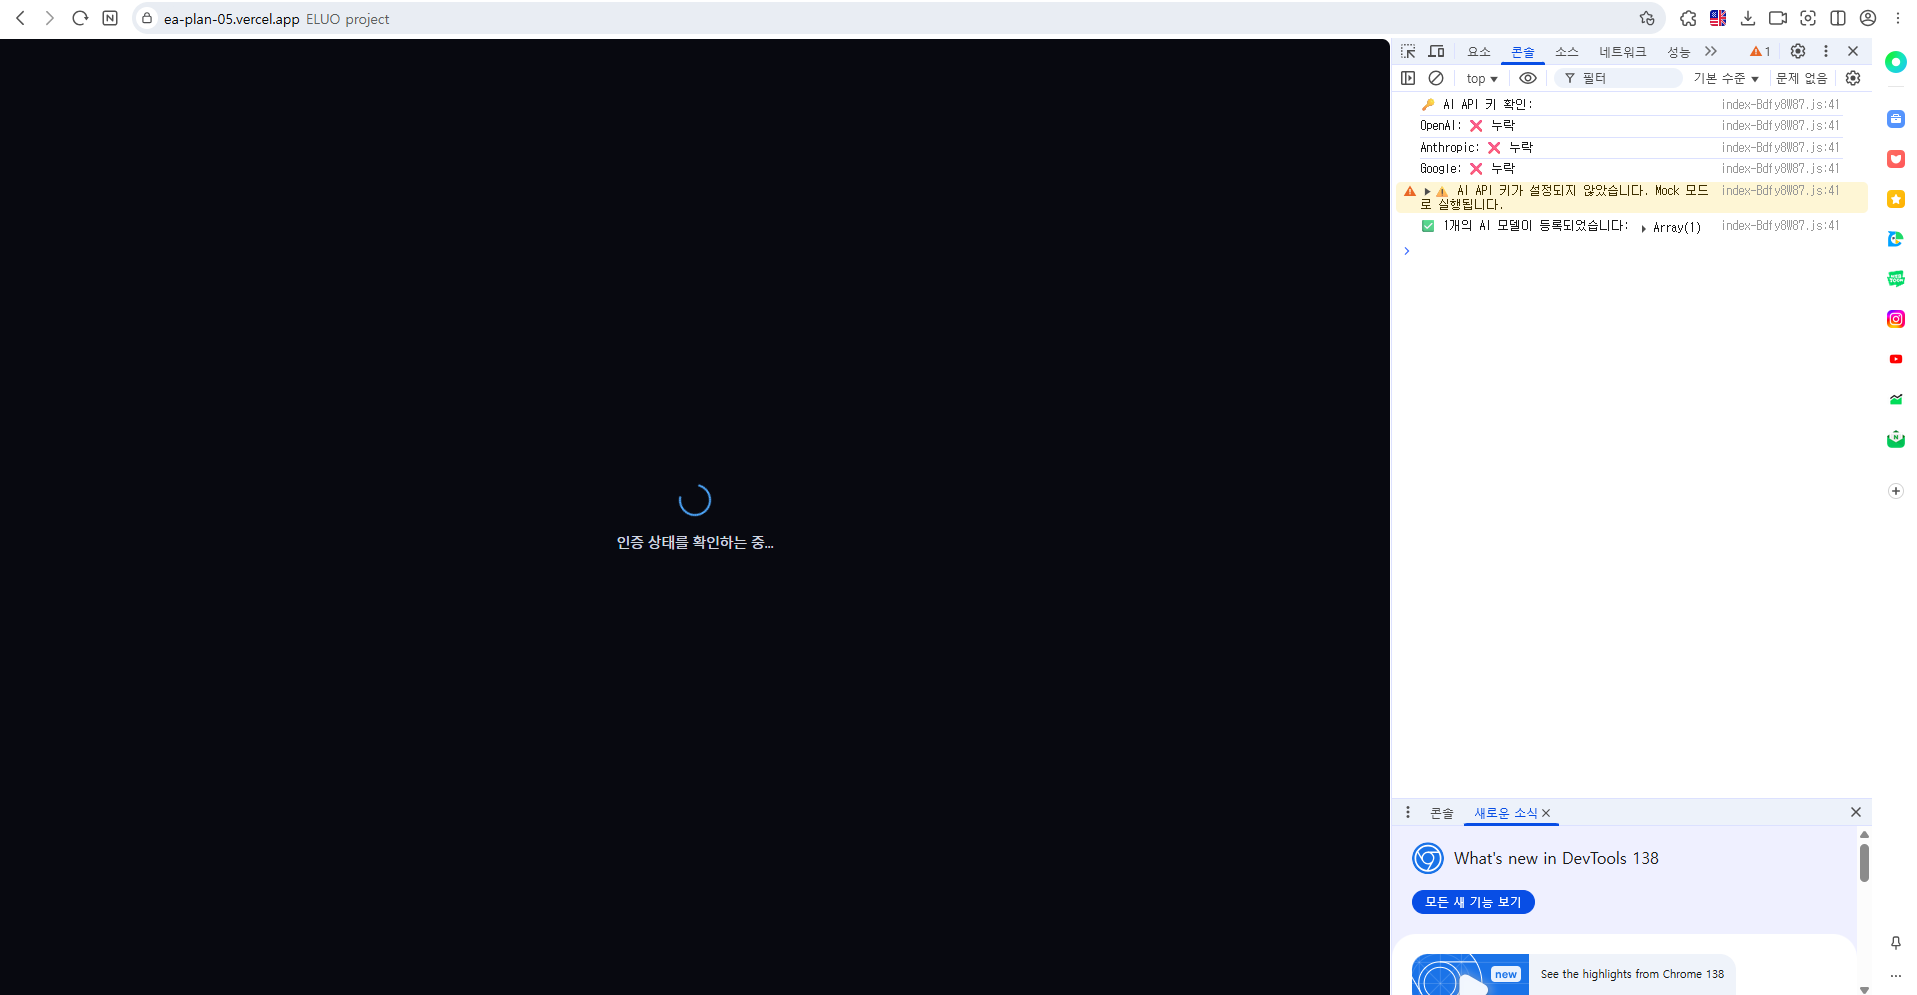 ea-plan-05.vercel.app ELUO project
요소 콘솔 소스 네트워크 성능 1
top 필터 기본 수준 문제 없음
🔑 AI API 키 확인: index-Bdfy8W87.js:41
OpenAI: ❌ 누락 index-Bdfy8W87.js:41
Anthropic: ❌ 누락 index-Bdfy8W87.js:41
Google: ❌ 누락 index-Bdfy8W87.js:41
⚠️ AI API 키가 설정되지 않았습니다. Mock 모드 index-Bdfy8W87.js:41
로 실행됩니다.
✅ 1개의 AI 모델이 등록되었습니다: ▶ Array(1) index-Bdfy8W87.js:41
인증 상태를 확인하는 중...
콘솔 새로운 소식
What's new in DevTools 138
모든 새 기능 보기
new See the highlights from Chrome 138